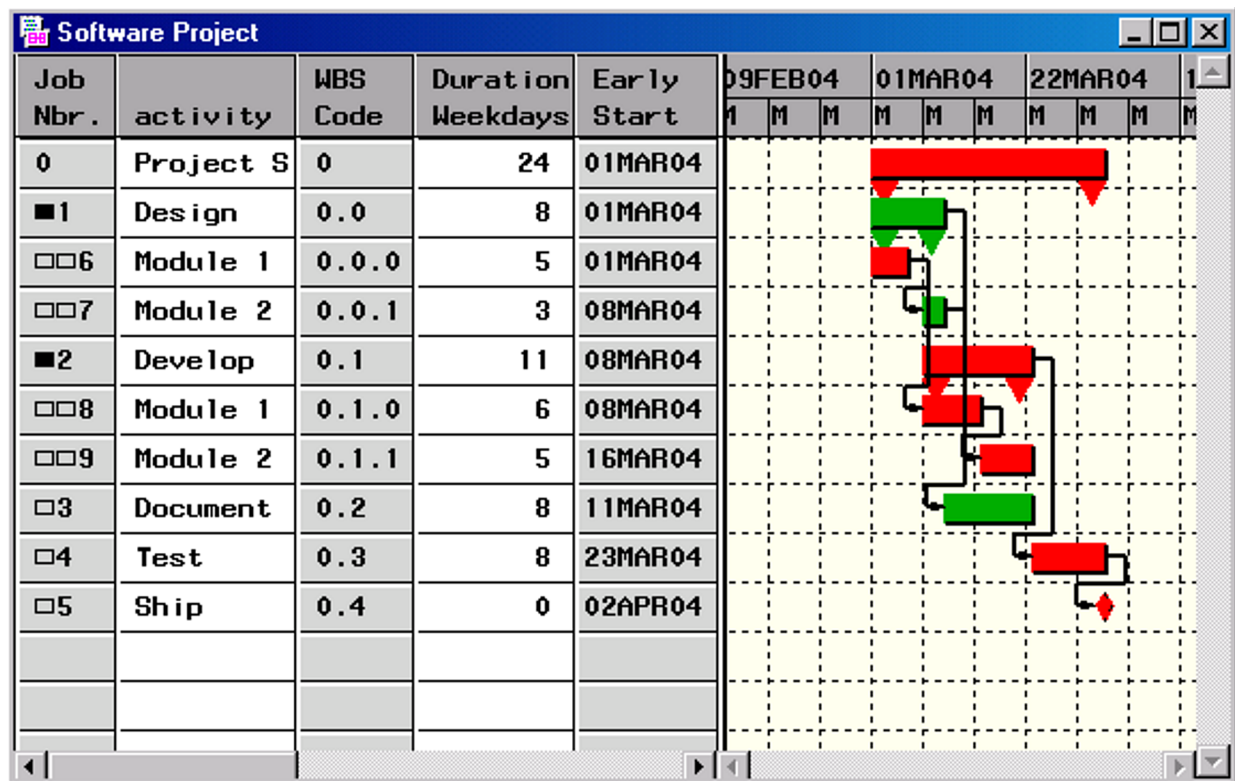 Software Project
Job Nbr. activity WBS Code Duration Weekdays Early Start 09FEB04 01MAR04 22MAR04 1
M M M M M M M M M
0 Project S 0 24 01MAR04
1 Design 0.0 8 01MAR04
6 Module 1 0.0.0 5 01MAR04
7 Module 2 0.0.1 3 08MAR04
2 Develop 0.1 11 08MAR04
8 Module 1 0.1.0 6 08MAR04
9 Module 2 0.1.1 5 16MAR04
3 Document 0.2 8 11MAR04
4 Test 0.3 8 23MAR04
5 Ship 0.4 0 02APR04